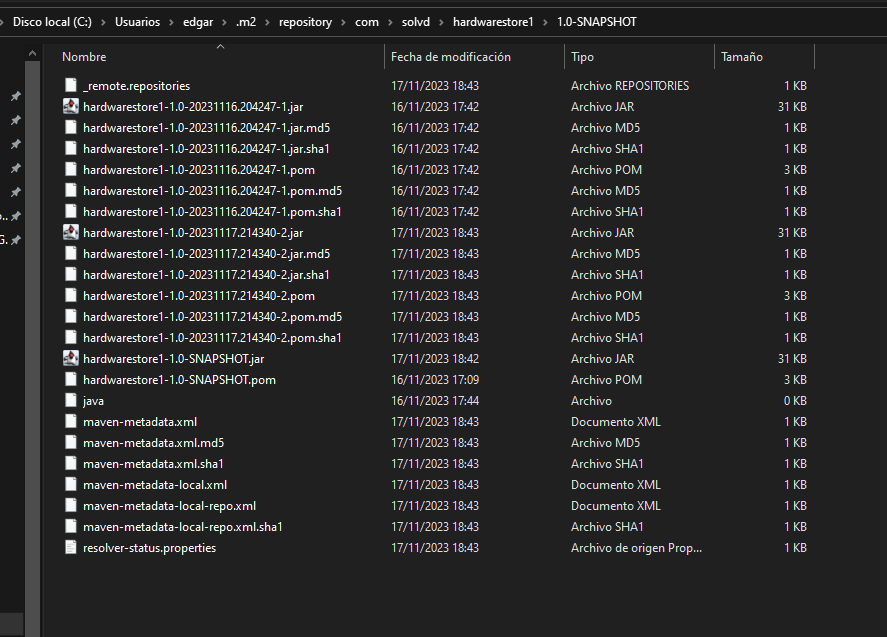 Disco local (C:) > Usuarios > edgar > .m2 > repository > com > solvd > hardwarestore1 > 1.0-SNAPSHOT
Nombre Fecha de modificación Tipo Tamaño
_remote.repositories 17/11/2023 18:43 Archivo REPOSITORIES 1 KB
hardwarestore1-1.0-20231116.204247-1.jar 16/11/2023 17:42 Archivo JAR 31 KB
hardwarestore1-1.0-20231116.204247-1.jar.md5 16/11/2023 17:42 Archivo MD5 1 KB
hardwarestore1-1.0-20231116.204247-1.jar.sha1 16/11/2023 17:42 Archivo SHA1 1 KB
hardwarestore1-1.0-20231116.204247-1.pom 16/11/2023 17:42 Archivo POM 3 KB
hardwarestore1-1.0-20231116.204247-1.pom.md5 16/11/2023 17:42 Archivo MD5 1 KB
hardwarestore1-1.0-20231116.204247-1.pom.sha1 16/11/2023 17:42 Archivo SHA1 1 KB
hardwarestore1-1.0-20231117.214340-2.jar 17/11/2023 18:43 Archivo JAR 31 KB
hardwarestore1-1.0-20231117.214340-2.jar.md5 17/11/2023 18:43 Archivo MD5 1 KB
hardwarestore1-1.0-20231117.214340-2.jar.sha1 17/11/2023 18:43 Archivo SHA1 1 KB
hardwarestore1-1.0-20231117.214340-2.pom 17/11/2023 18:43 Archivo POM 3 KB
hardwarestore1-1.0-20231117.214340-2.pom.md5 17/11/2023 18:43 Archivo MD5 1 KB
hardwarestore1-1.0-20231117.214340-2.pom.sha1 17/11/2023 18:43 Archivo SHA1 1 KB
hardwarestore1-1.0-SNAPSHOT.jar 17/11/2023 18:42 Archivo JAR 31 KB
hardwarestore1-1.0-SNAPSHOT.pom 16/11/2023 17:09 Archivo POM 3 KB
java 16/11/2023 17:44 Archivo 0 KB
maven-metadata.xml 17/11/2023 18:43 Documento XML 1 KB
maven-metadata.xml.md5 17/11/2023 18:43 Archivo MD5 1 KB
maven-metadata.xml.sha1 17/11/2023 18:43 Archivo SHA1 1 KB
maven-metadata-local.xml 17/11/2023 18:43 Documento XML 1 KB
maven-metadata-local-repo.xml 17/11/2023 18:43 Documento XML 1 KB
maven-metadata-local-repo.xml.sha1 17/11/2023 18:43 Archivo SHA1 1 KB
resolver-status.properties 17/11/2023 18:43 Archivo de origen Prop... 1 KB